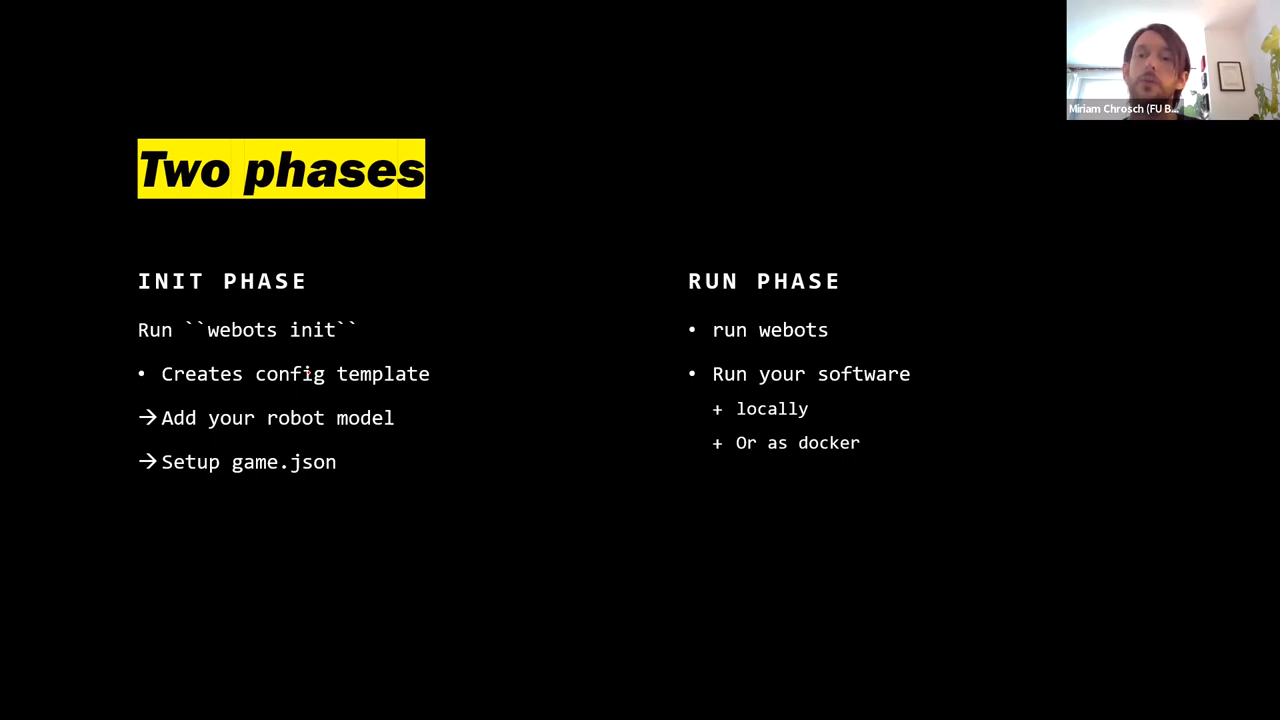 Miriam Chrosch (FU B...
Two phases
INIT PHASE
Run ``webots init``
• Creates config template
→Add your robot model
→Setup game.json
RUN PHASE
• run webots
• Run your software
+ locally
+ Or as docker